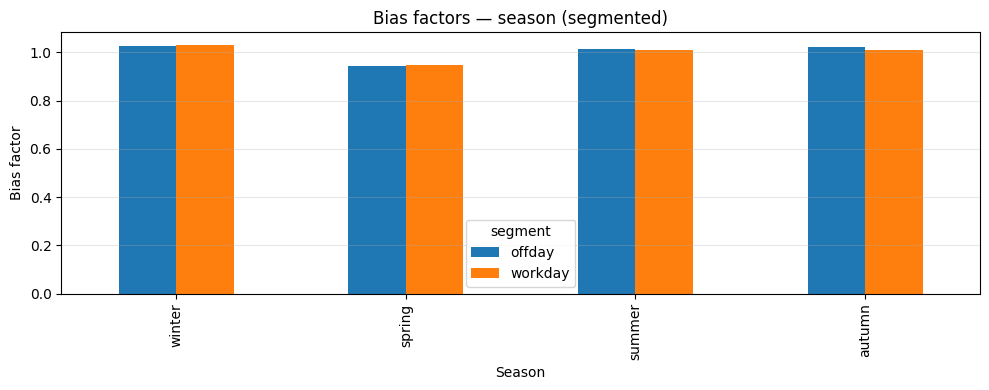 Bias factors — season (segmented)
Bias factor
1.0
0.8
0.6
0.4
0.2
0.0
segment
offday
workday
winter
spring
summer
autumn
Season